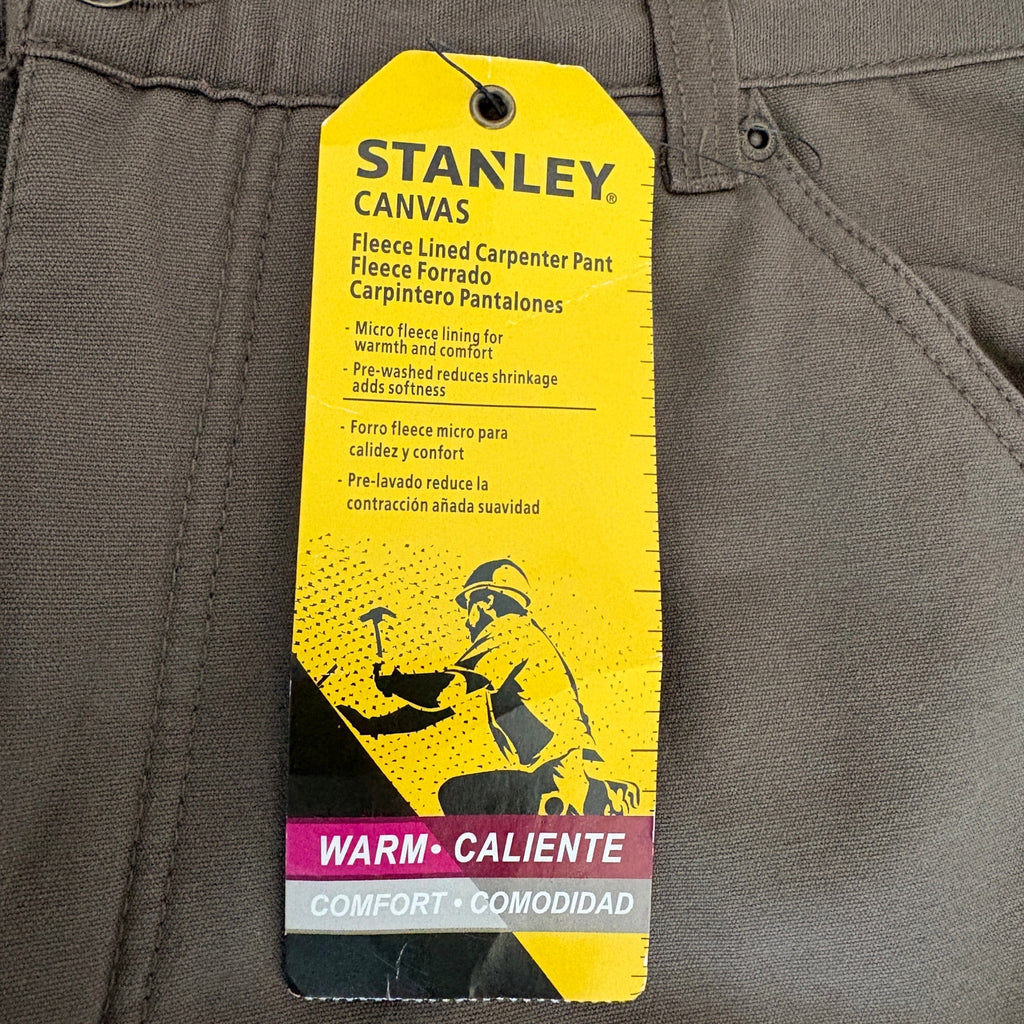 STANLEY®
CANVAS
Fleece Lined Carpenter Pant
Fleece Forrado
Carpintero Pantalones
- Micro fleece lining for
warmth and comfort
- Pre-washed reduces shrinkage
adds softness
- Forro fleece micro para
calidez y confort
- Pre-lavado reduce la
contracción añada suavidad
WARM • CALIENTE
COMFORT • COMODIDAD